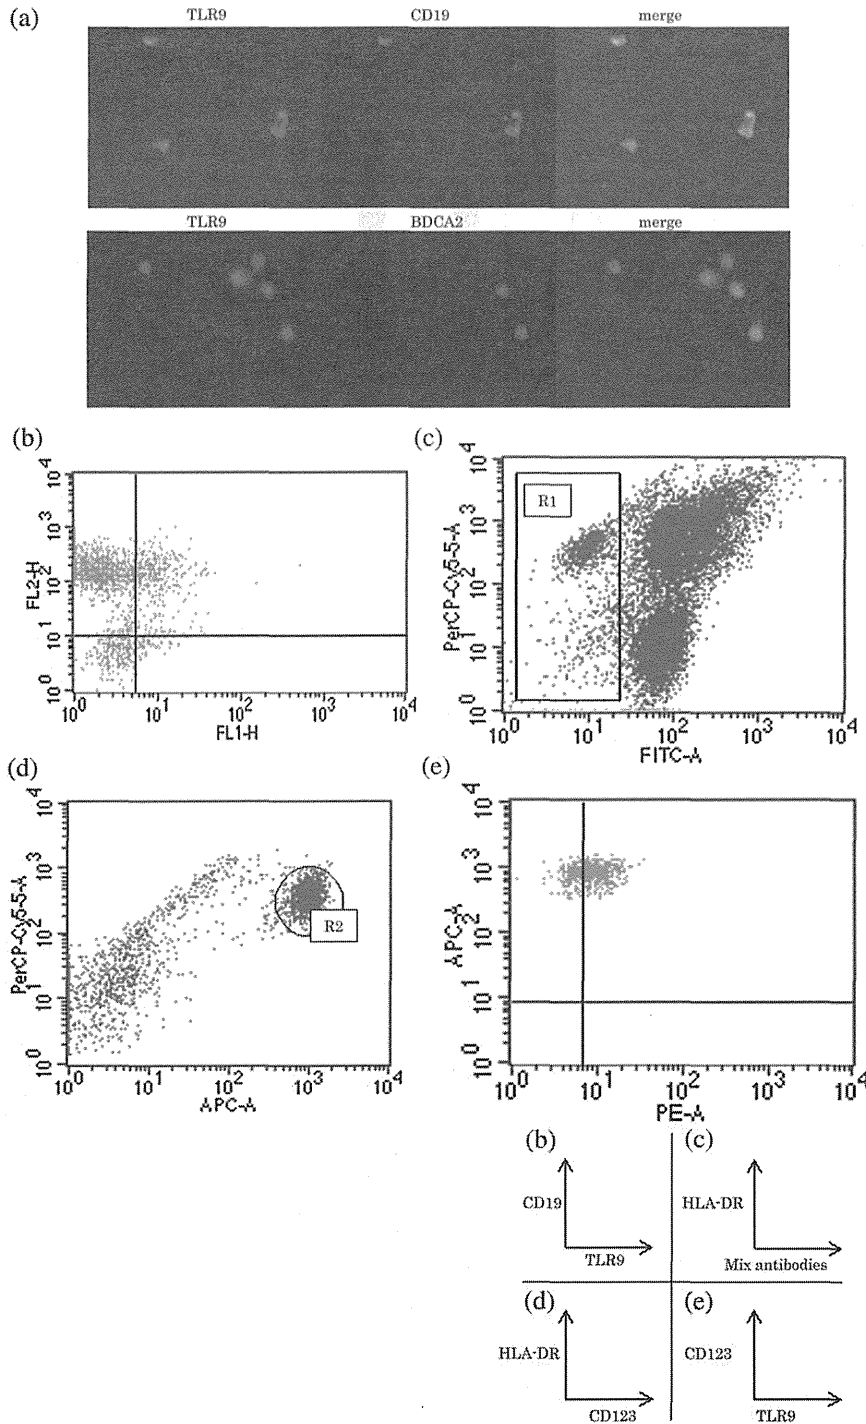 (a)
TLR9 CD19 merge
TLR9 BDCA2 merge
(b)
10⁴
10³
10²
10¹
10⁰
FL2-H
10⁰ 10¹ 10² 10³ 10⁴
FL1-H
(c)
10⁴
10³
10²
10¹
10⁰
PerCP-Cy5-5-A
R1
10⁰ 10¹ 10² 10³ 10⁴
FITC-A
(d)
10⁴
10³
10²
10¹
10⁰
PerCP-Cy5-5-A
R2
10⁰ 10¹ 10² 10³ 10⁴
APC-A
(e)
10⁴
10³
10²
10¹
10⁰
APC-A
10⁰ 10¹ 10² 10³ 10⁴
PE-A
(b) (c)
CD19 HLA-DR
TLR9 Mix antibodies
(d) (e)
HLA-DR CD123
CD123 TLR9